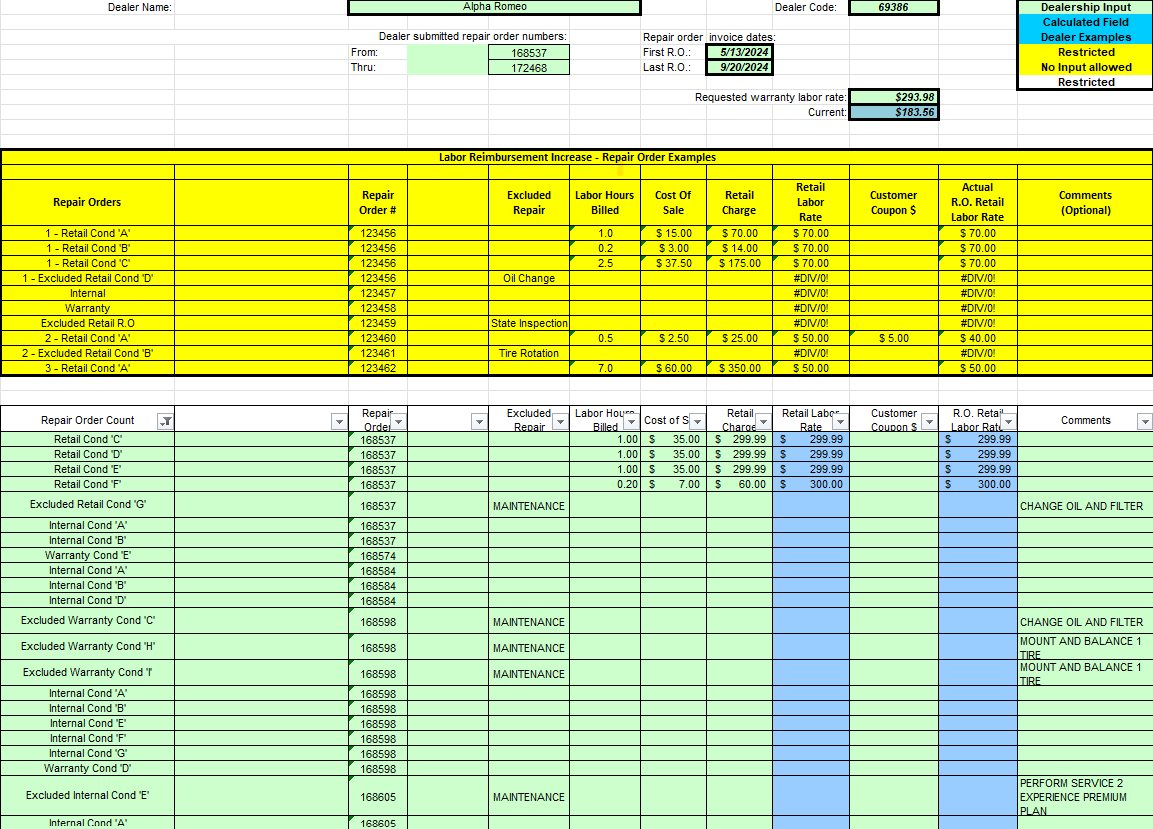 Dealer Name: Alpha Romeo Dealer Code: 69386 Dealership Input
Calculated Field
Dealer submitted repair order numbers: Repair order invoice dates: Dealer Examples
From: 168537 First R.O.: 5/13/2024 Restricted
Thru: 172468 Last R.O.: 9/20/2024 No Input allowed
Restricted
Requested warranty labor rate: $293.98
Current: $183.56
Labor Reimbursement Increase - Repair Order Examples
Repair Orders Repair Order # Excluded Repair Labor Hours Billed Cost Of Sale Retail Charge Retail Labor Rate Customer Coupon $ Actual R.O. Retail Labor Rate Comments (Optional)
1 - Retail Cond 'A' 123456 1.0 $ 15.00 $ 70.00 $ 70.00 $ 70.00
1 - Retail Cond 'B' 123456 0.2 $ 3.00 $ 14.00 $ 70.00 $ 70.00
1 - Retail Cond 'C' 123456 2.5 $ 37.50 $ 175.00 $ 70.00 $ 70.00
1 - Excluded Retail Cond 'D' 123456 Oil Change #DIV/0! #DIV/0!
Internal 123457 #DIV/0! #DIV/0!
Warranty 123458 #DIV/0! #DIV/0!
Excluded Retail R.O 123459 State Inspection #DIV/0! #DIV/0!
2 - Retail Cond 'A' 123460 0.5 $ 2.50 $ 25.00 $ 50.00 $ 5.00 $ 40.00
2 - Excluded Retail Cond 'B' 123461 Tire Rotation #DIV/0! #DIV/0!
3 - Retail Cond 'A' 123462 7.0 $ 60.00 $ 350.00 $ 50.00 $ 50.00
Repair Order Count Repair Order Excluded Repair Labor Hours Billed Cost of S Retail Charge Retail Labor Rate Customer Coupon $ R.O. Retail Labor Rate Comments
Retail Cond 'C' 168537 1.00 $ 35.00 $ 299.99 $ 299.99 $ 299.99
Retail Cond 'D' 168537 1.00 $ 35.00 $ 299.99 $ 299.99 $ 299.99
Retail Cond 'E' 168537 1.00 $ 35.00 $ 299.99 $ 299.99 $ 299.99
Retail Cond 'F' 168537 0.20 $ 7.00 $ 60.00 $ 300.00 $ 300.00
Excluded Retail Cond 'G' 168537 MAINTENANCE CHANGE OIL AND FILTER
Internal Cond 'A' 168537
Internal Cond 'B' 168537
Warranty Cond 'E' 168574
Internal Cond 'A' 168584
Internal Cond 'B' 168584
Internal Cond 'D' 168584
Excluded Warranty Cond 'C' 168598 MAINTENANCE CHANGE OIL AND FILTER
Excluded Warranty Cond 'H' 168598 MAINTENANCE MOUNT AND BALANCE 1 TIRE
Excluded Warranty Cond 'I' 168598 MAINTENANCE MOUNT AND BALANCE 1 TIRE
Internal Cond 'A' 168598
Internal Cond 'B' 168598
Internal Cond 'E' 168598
Internal Cond 'F' 168598
Internal Cond 'G' 168598
Warranty Cond 'D' 168598
Excluded Internal Cond 'E' 168605 MAINTENANCE PERFORM SERVICE 2 EXPERIENCE PREMIUM PLAN
Internal Cond 'A' 168605